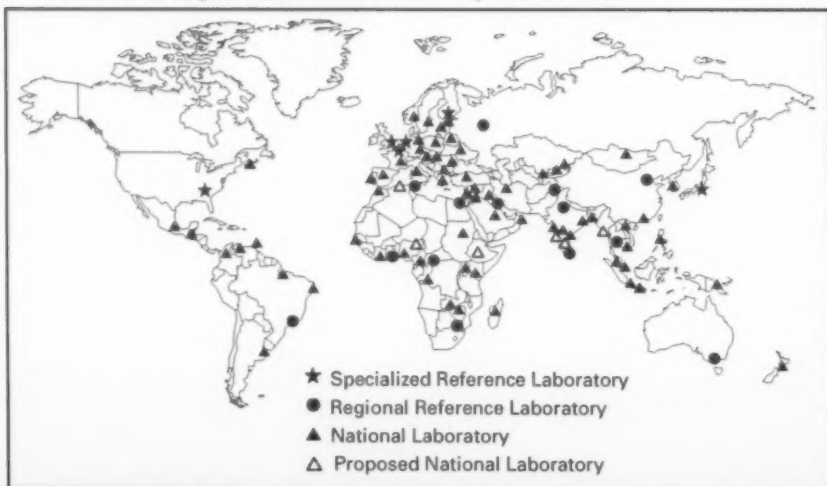 Specialized Reference Laboratory
Regional Reference Laboratory
National Laboratory
Proposed National Laboratory